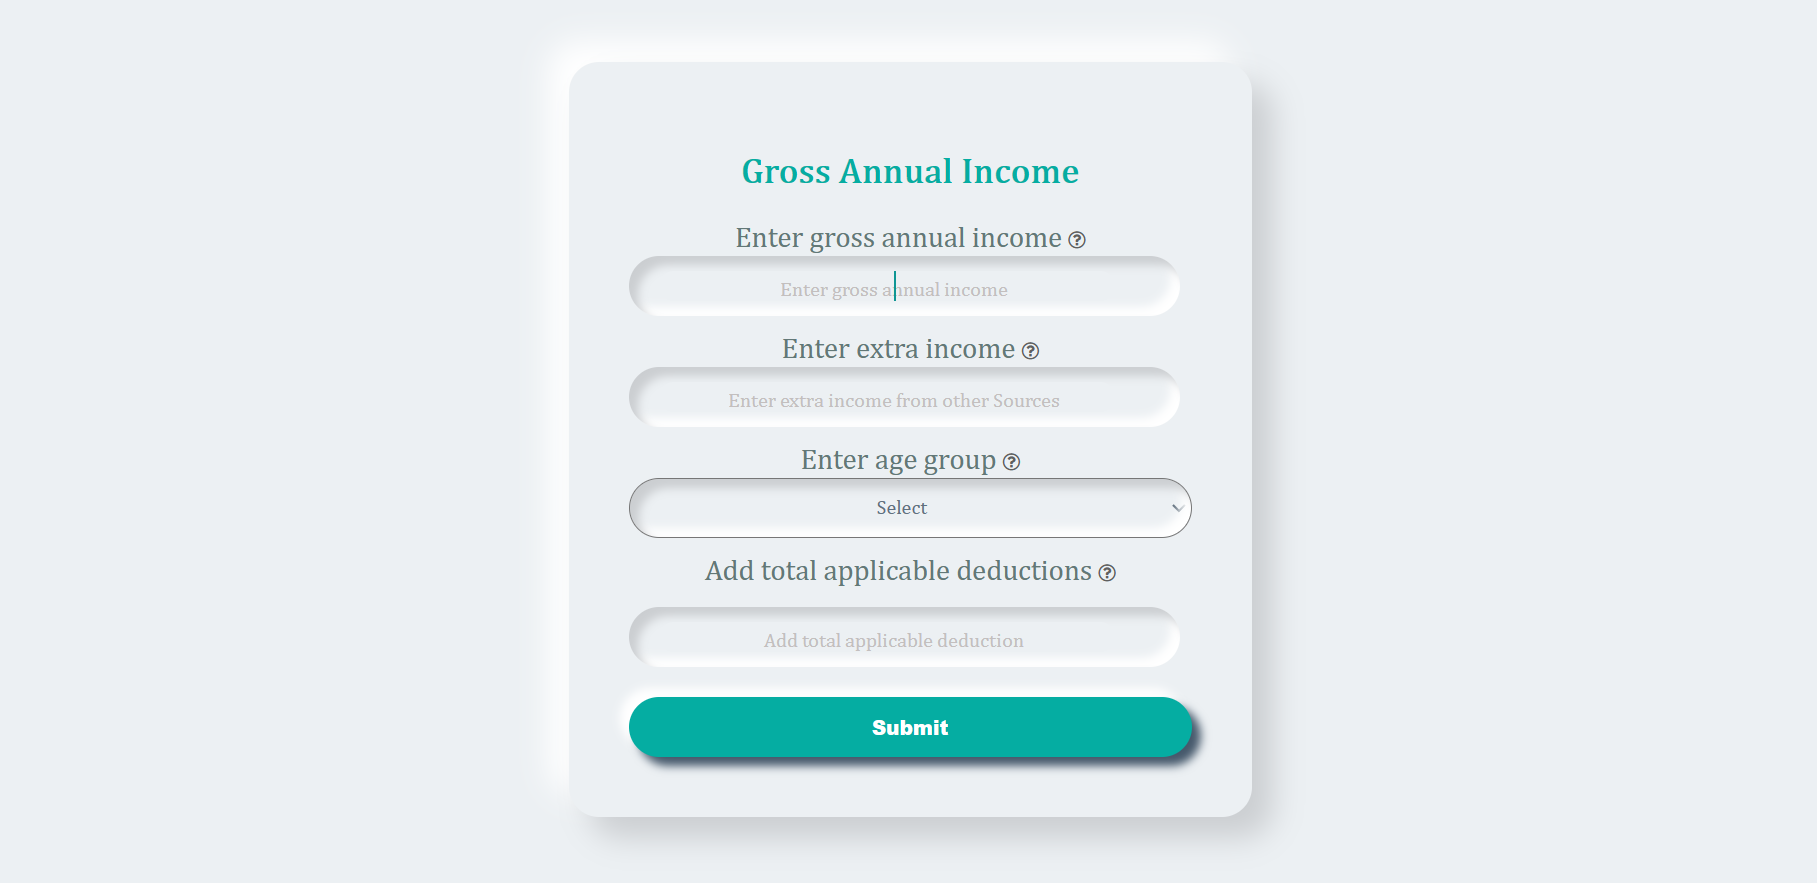 Gross Annual Income
Enter gross annual income
Enter gross annual income
Enter extra income
Enter extra income from other Sources
Enter age group
Select
Add total applicable deductions
Add total applicable deduction
Submit